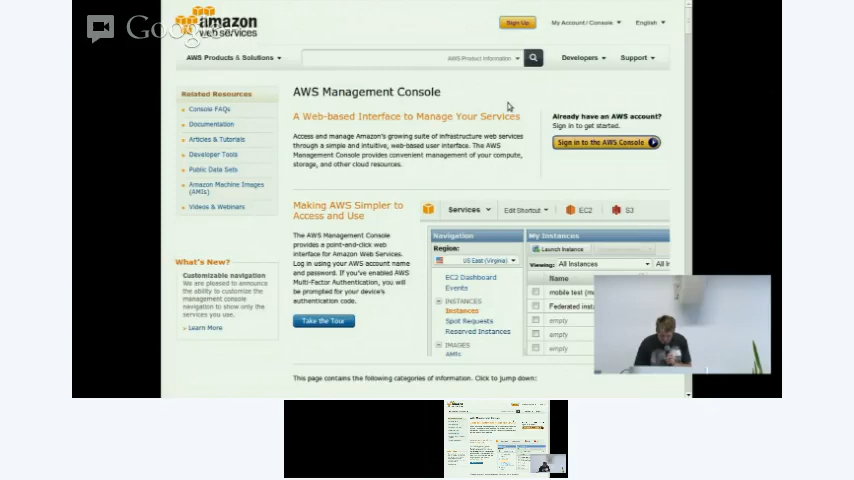 Google
amazon
web services
Sign Up
My Account / Console
English
AWS Products & Solutions
AWS Product Information
Developers
Support
Related Resources
Console FAQs
Documentation
Articles & Tutorials
Developer Tools
Public Data Sets
Amazon Machine Images
(AMIs)
Videos & Webinars
What's New?
Customizable navigation
We are pleased to announce
the ability to customize the
management console
navigation to show only the
services you use.
Learn More
AWS Management Console
A Web-based Interface to Manage Your Services
Access and manage Amazon's growing suite of infrastructure web services
through a simple and intuitive, web-based user interface. The AWS
Management Console provides convenient management of your compute,
storage, and other cloud resources.
Already have an AWS account?
Sign in to get started.
Sign in to the AWS Console
Making AWS Simpler to
Access and Use
The AWS Management Console
provides a point-and-click web
interface for Amazon Web Services.
Log in using your AWS account name
and password. If you've enabled AWS
Multi-Factor Authentication, you will
be prompted for your device's
authentication code.
Take the Tour
Services
Edit Shortcut
EC2
S3
Navigation
Region:
US East (Virginia)
EC2 Dashboard
Events
INSTANCES
Instances
Spot Requests
Reserved Instances
IMAGES
AMIs
My Instances
Launch Instance
Viewing: All Instances
All I
Name
mobile test (m
Federated inst
empty
empty
empty
This page contains the following categories of information. Click to jump down: